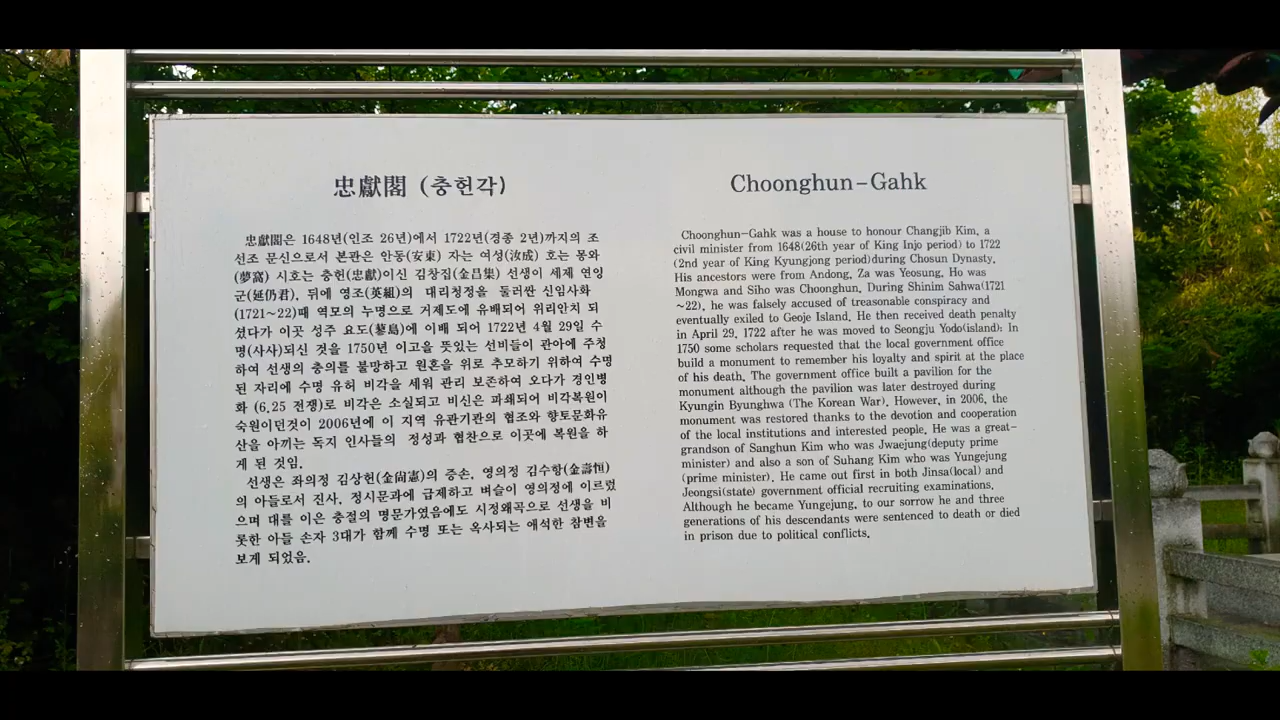 忠獻閣 (충헌각)
忠獻閣은 1648년(인조 26년)에서 1722년(경종 2년)까지의 조
선조 문신으로서 본관은 안동(安東) 자는 여성(汝成) 호는 몽와
(夢窩) 시호는 충헌(忠獻)이신 김창집(金昌集) 선생이 세제 연잉
군(延仍君, 뒤에 영조(英組)의 대리청정을 둘러싼 신임사화
(1721~22)때 역모의 누명으로 거제도에 유배되어 위리안치 되
셨다가 이곳 성주 요도(蓼島)에 이배 되어 1722년 4월 29일 수
명(사사)되신 것을 1750년 이고을 뜻있는 선비들이 관아에 주청
하여 선생의 충의를 불망하고 원혼을 위로 추모하기 위하여 수명
된 자리에 수명 유허 비각을 세워 관리 보존하여 오다가 경인병
화 (6.25 전쟁)로 비각은 소실되고 비신은 파쇄되어 비각복원이
숙원이던것이 2006년에 이 지역 유관기관의 협조와 향토문화유
산을 아끼는 독지 인사들의 정성과 협찬으로 이곳에 복원을 하
게 된 것임.
선생은 좌의정 김상헌(金尙憲)의 증손, 영의정 김수항(金壽恒)
의 아들로서 진사, 정시문과에 급제하고 벼슬이 영의정에 이르렀
으며 대를 이은 충절의 명문가였음에도 시정왜곡으로 선생을 비
롯한 아들 손자 3대가 함께 수명 또는 옥사되는 애석한 참변을
보게 되었음.
Choonghun-Gahk
Choonghun-Gahk was a house to honour Changjib Kim, a
civil minister from 1648(26th year of King Injo period) to 1722
(2nd year of King Kyungjong period)during Chosun Dynasty.
His ancestors were from Andong, Za was Yeosung, Ho was
Mongwa and Siho was Choonghun. During Shinim Sahwa(1721
~22), he was falsely accused of treasonable conspiracy and
eventually exiled to Geoje Island. He then received death penalty
in April 29, 1722 after he was moved to Seongju Yodo(island). In
1750 some scholars requested that the local government office
build a monument to remember his loyalty and spirit at the place
of his death. The government office built a pavilion for the
monument although the pavilion was later destroyed during
Kyungin Byunghwa (The Korean War). However, in 2006, the
monument was restored thanks to the devotion and cooperation
of the local institutions and interested people. He was a great-
grandson of Sanghun Kim who was Jwaejung(deputy prime
minister) and also a son of Suhang Kim who was Yungejung
(prime minister). He came out first in both Jinsa(local) and
Jeongsi(state) government official recruiting examinations.
Although he became Yungejung, to our sorrow he and three
generations of his descendants were sentenced to death or died
in prison due to political conflicts.